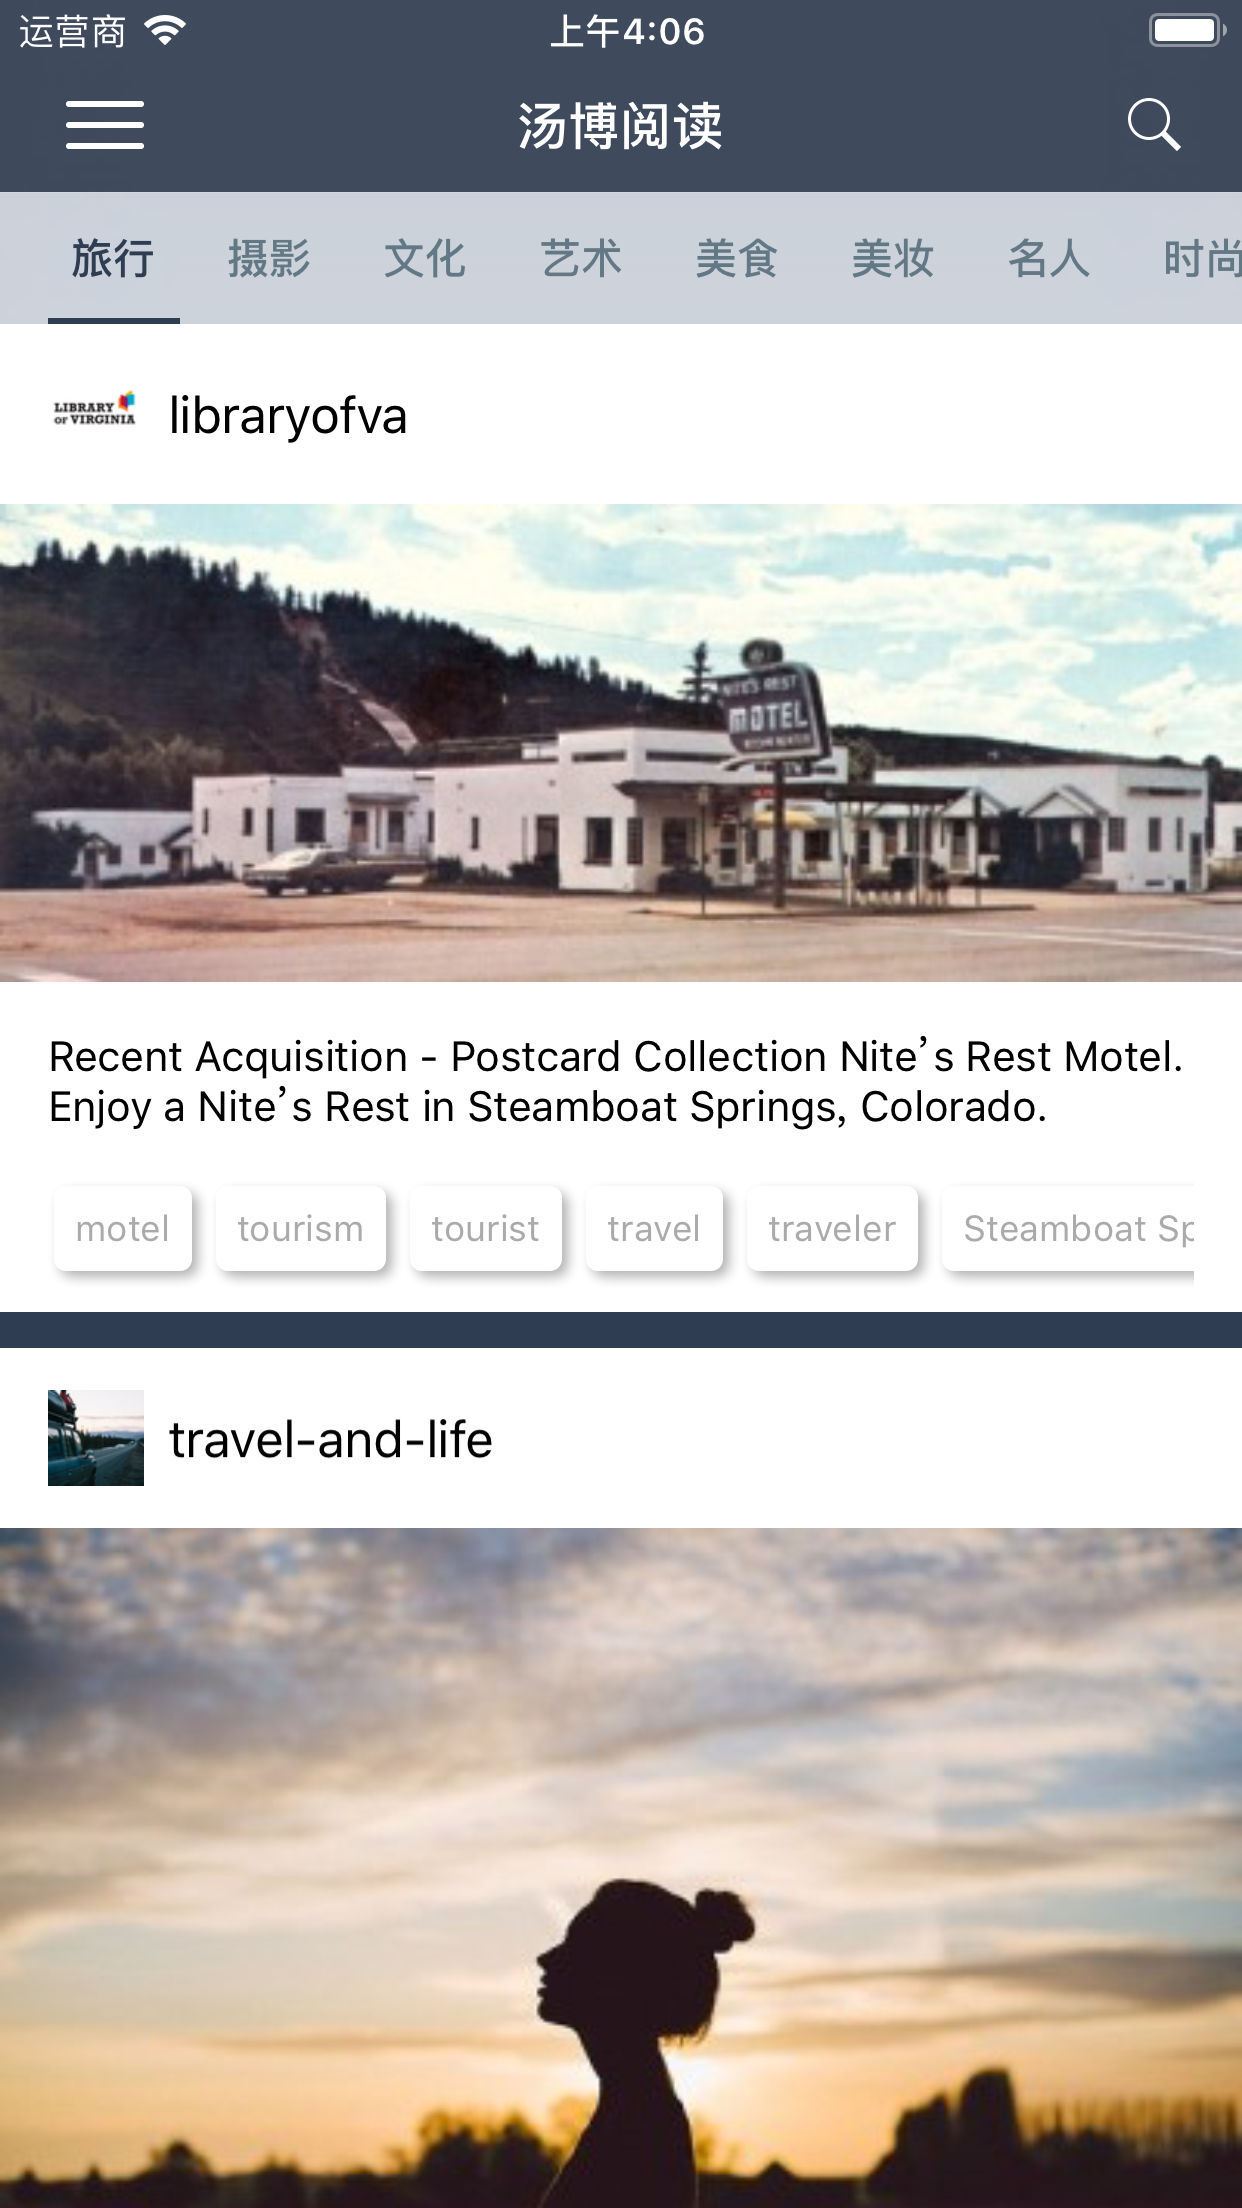 运营商
上午4:06
汤博阅读
旅行 摄影 文化 艺术 美食 美妆 名人 时尚
LIBRARY
OF VIRGINIA
libraryofva
NITE'S REST
MOTEL
Recent Acquisition - Postcard Collection Nite’s Rest Motel.
Enjoy a Nite’s Rest in Steamboat Springs, Colorado.
motel tourism tourist travel traveler Steamboat Sp
travel-and-life